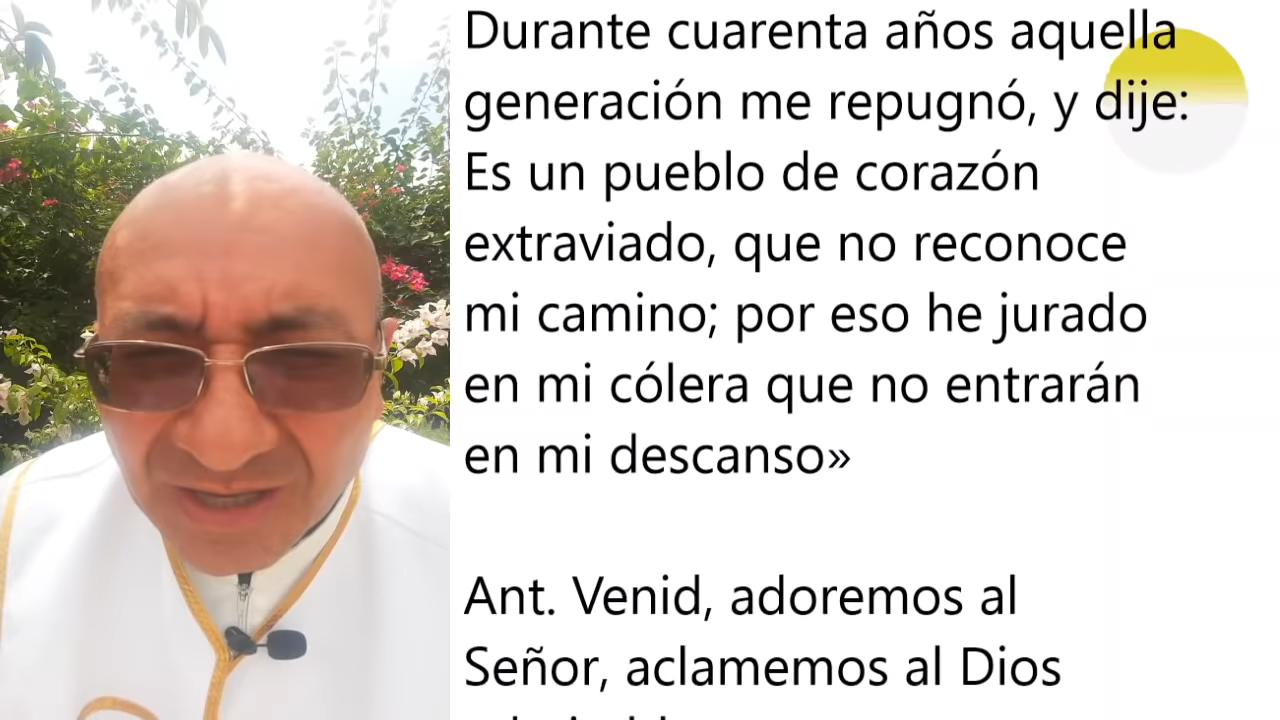 Durante cuarenta años aquella
generación me repugnó, y dije:
Es un pueblo de corazón
extraviado, que no reconoce
mi camino; por eso he jurado
en mi cólera que no entrarán
en mi descanso»
Ant. Venid, adoremos al
Señor, aclamemos al Dios